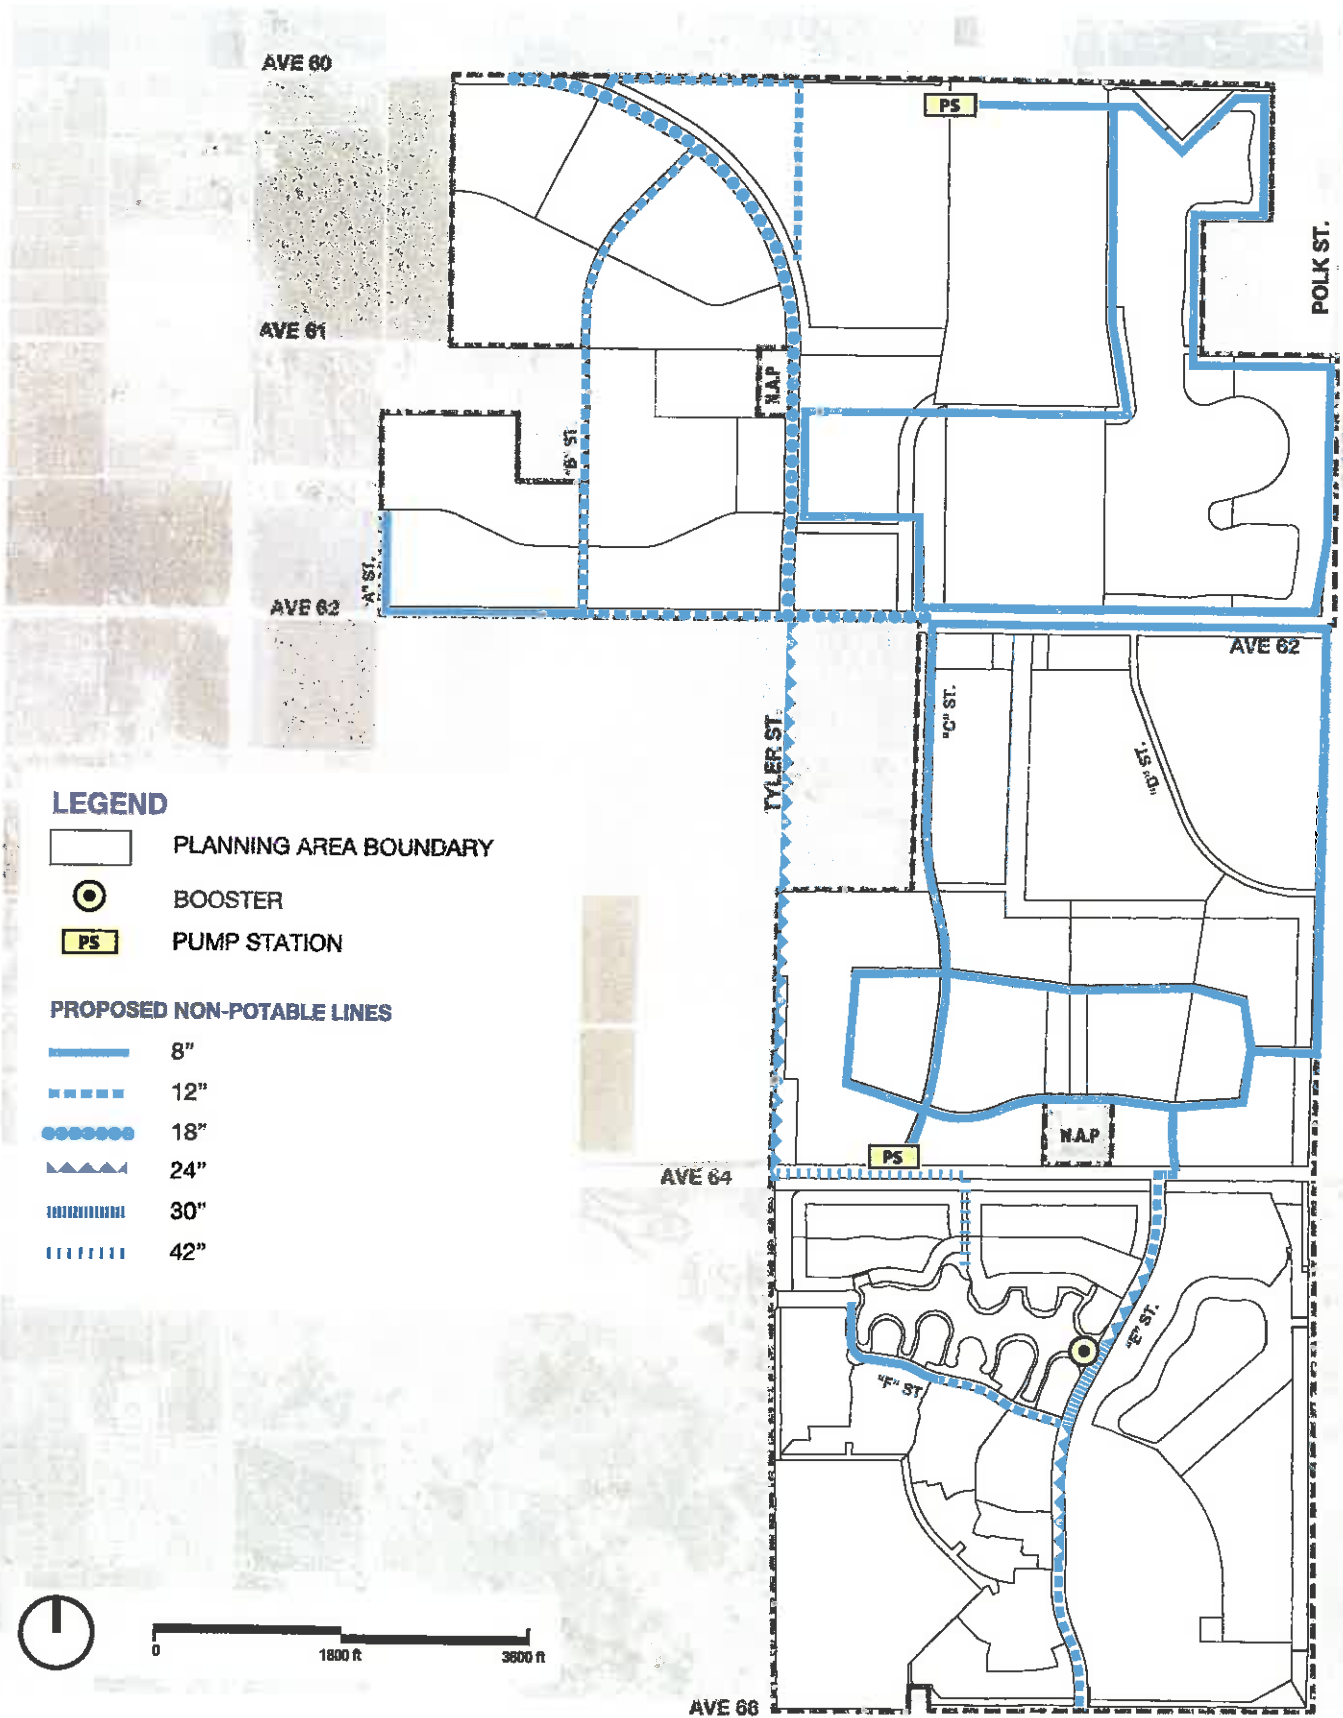 AVE 60
PS
POLK ST.
AVE 61
N.A.P
"B" ST.
"A" ST.
AVE 62
AVE 62
"C" ST.
TYLER ST.
"D" ST.
LEGEND
PLANNING AREA BOUNDARY
BOOSTER
PS PUMP STATION
PROPOSED NON-POTABLE LINES
8"
12"
18"
24"
30"
42"
N.A.P
PS
AVE 64
"E" ST.
"F" ST.
0 1800 ft 3600 ft
AVE 66